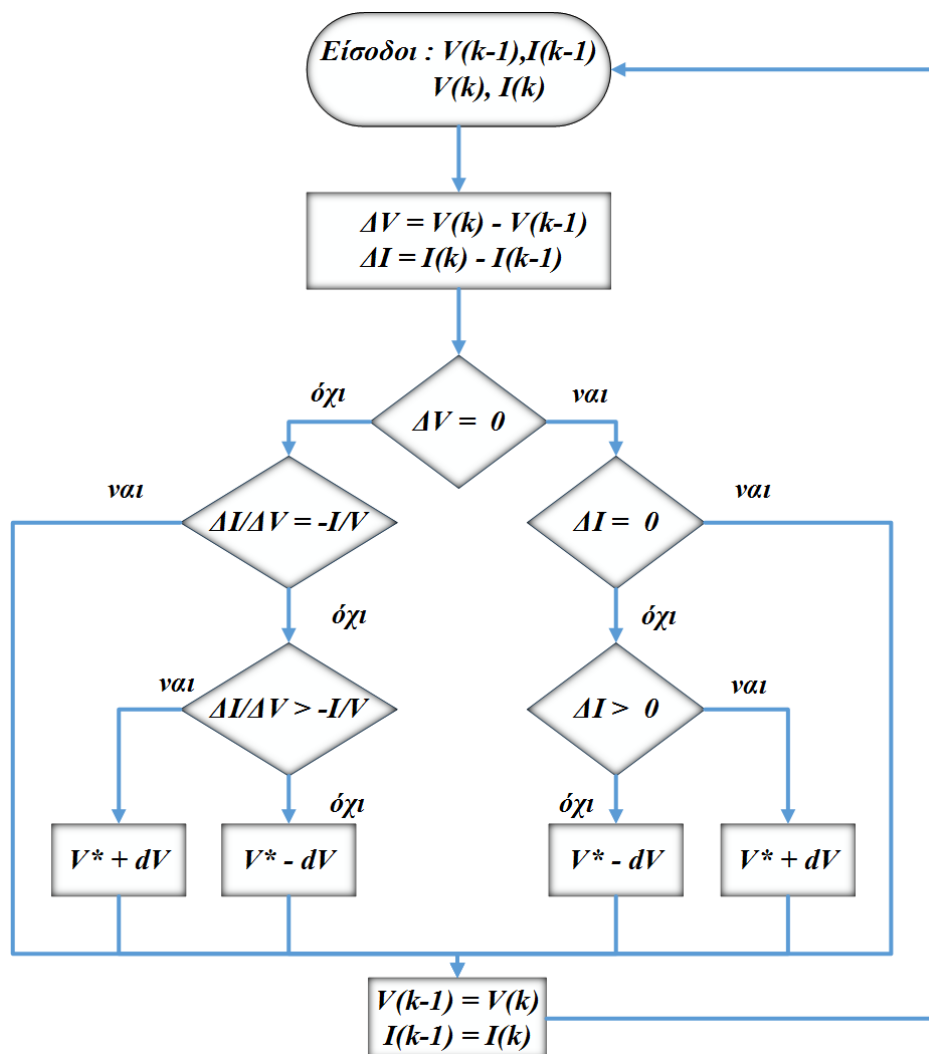 Είσοδοι : V(k-1),I(k-1)
V(k), I(k)
ΔV = V(k) - V(k-1)
ΔI = I(k) - I(k-1)
όχι
ναι
ΔV = 0
ναι
ΔI/ΔV = -I/V
ΔI = 0
ναι
όχι
όχι
ναι
ΔI/ΔV > -I/V
ΔI > 0
ναι
όχι
όχι
V* + dV
V* - dV
V* - dV
V* + dV
V(k-1) = V(k)
I(k-1) = I(k)